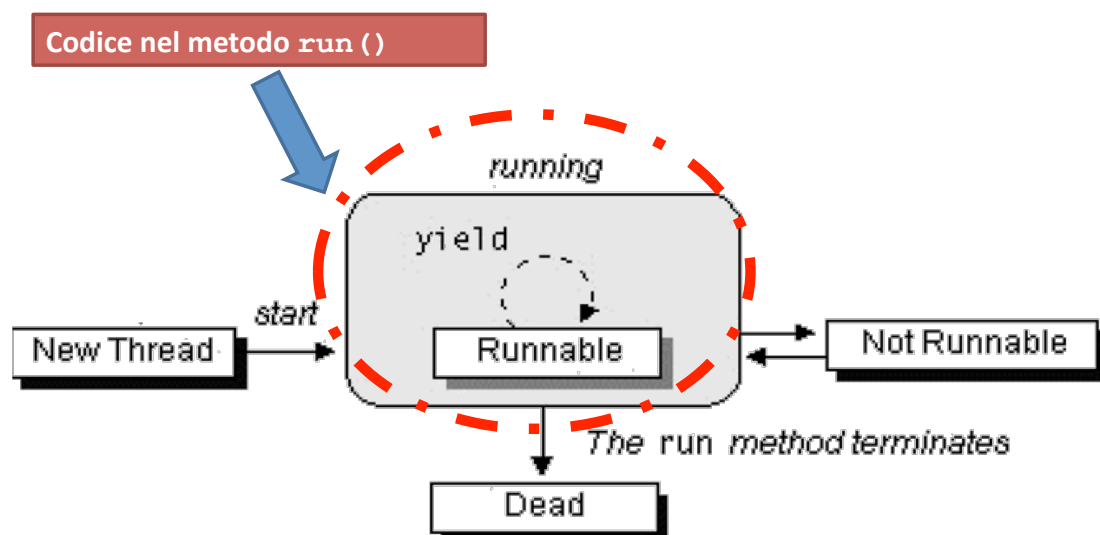 Codice nel metodo run()
running
yield
start
New Thread
Runnable
Not Runnable
The run method terminates
Dead